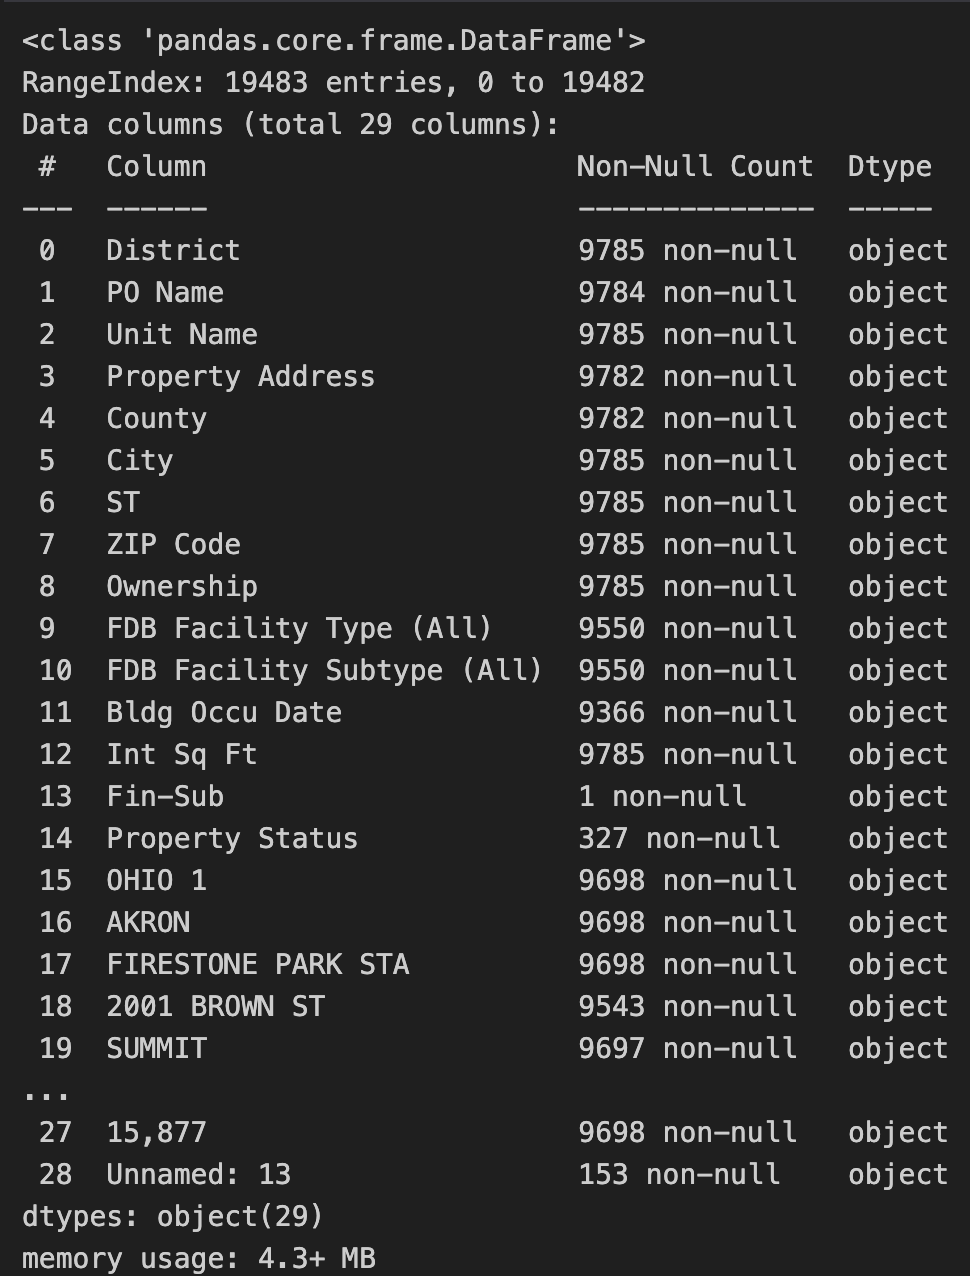 <class 'pandas.core.frame.DataFrame'>
RangeIndex: 19483 entries, 0 to 19482
Data columns (total 29 columns):
 #   Column                      Non-Null Count  Dtype
---  ------                      --------------  -----
 0   District                    9785 non-null   object
 1   PO Name                     9784 non-null   object
 2   Unit Name                   9785 non-null   object
 3   Property Address            9782 non-null   object
 4   County                      9782 non-null   object
 5   City                        9785 non-null   object
 6   ST                          9785 non-null   object
 7   ZIP Code                    9785 non-null   object
 8   Ownership                   9785 non-null   object
 9   FDB Facility Type (All)     9550 non-null   object
 10  FDB Facility Subtype (All)  9550 non-null   object
 11  Bldg Occu Date              9366 non-null   object
 12  Int Sq Ft                   9785 non-null   object
 13  Fin-Sub                     1 non-null      object
 14  Property Status             327 non-null    object
 15  OHIO 1                      9698 non-null   object
 16  AKRON                       9698 non-null   object
 17  FIRESTONE PARK STA          9698 non-null   object
 18  2001 BROWN ST               9543 non-null   object
 19  SUMMIT                      9697 non-null   object
...
 27  15,877                      9698 non-null   object
 28  Unnamed: 13                 153 non-null    object
dtypes: object(29)
memory usage: 4.3+ MB